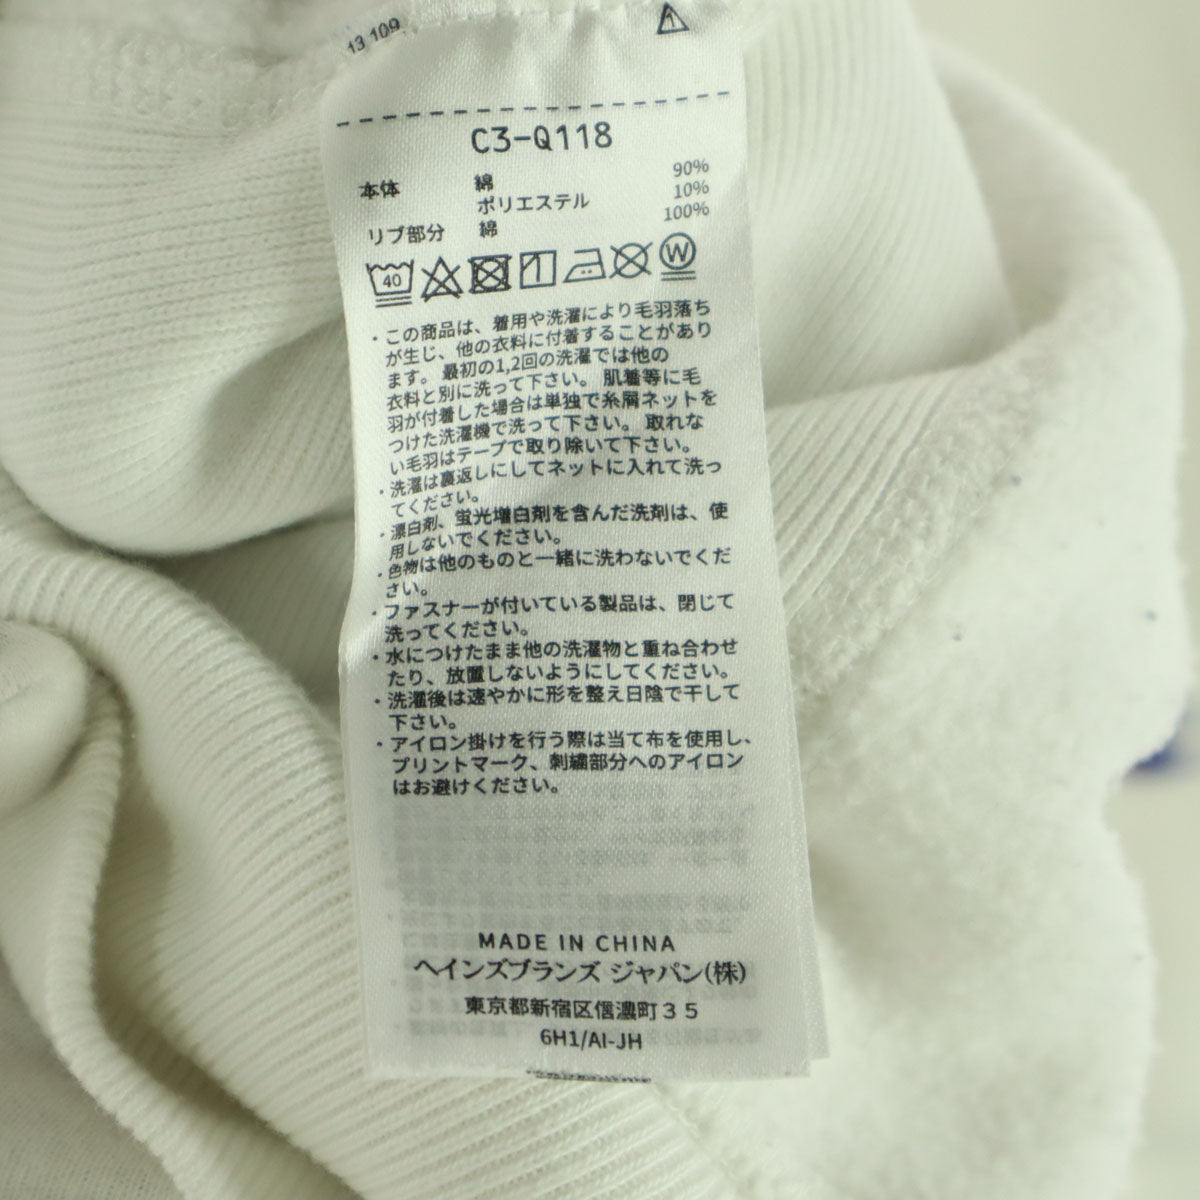 13 109
C3-Q118
本体 綿 90%
ポリエステル 10%
リブ部分 綿 100%
40
W
・この商品は、着用や洗濯により毛羽落ち
が生じ、他の衣料に付着することがあり
ます。最初の1,2回の洗濯では他の
衣料と別に洗って下さい。 肌着等に毛
羽が付着した場合は単独で糸屑ネットを
つけた洗濯機で洗って下さい。 取れな
い毛羽はテープで取り除いて下さい。
・洗濯は裏返しにしてネットに入れて洗っ
てください。
・漂白剤、蛍光増白剤を含んだ洗剤は、使
用しないでください。
・色物は他のものと一緒に洗わないでくだ
さい。
・ファスナーが付いている製品は、閉じて
洗ってください。
・水につけたまま他の洗濯物と重ね合わせ
たり、放置しないようにしてください。
・洗濯後は速やかに形を整え日陰で干して
下さい。
・アイロン掛けを行う際は当て布を使用し、
プリントマーク、刺繍部分へのアイロン
はお避けください。
MADE IN CHINA
ヘインズブランズ ジャパン(株)
東京都新宿区信濃町３５
6H1/AI-JH